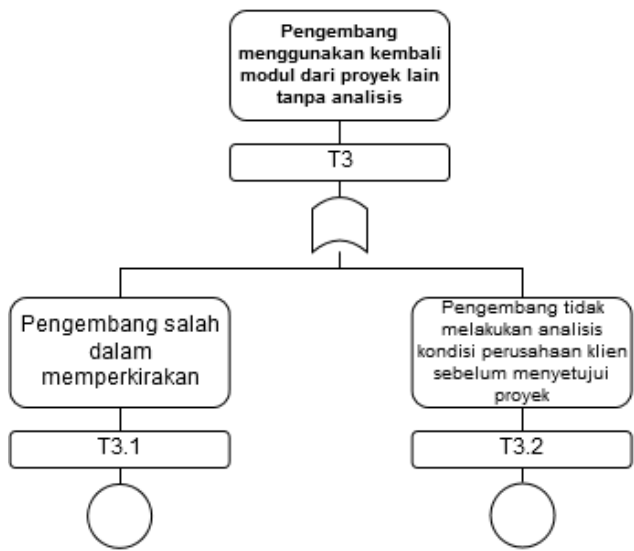 Pengembang
menggunakan kembali
modul dari proyek lain
tanpa analisis
T3
Pengembang salah
dalam
memperkirakan
T3.1
Pengembang tidak
melakukan analisis
kondisi perusahaan klien
sebelum menyetujui
proyek
T3.2